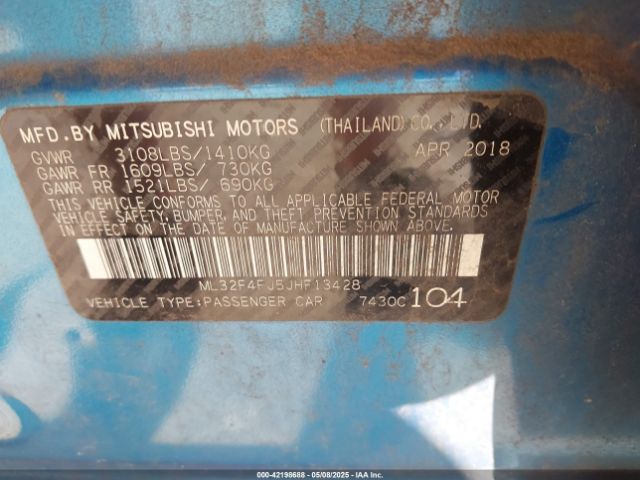 MFD.BY MITSUBISHI MOTORS (THAILAND) CO., LTD.
GVWR 3108LBS/1410KG APR 2018
GAWR FR 1609LBS/ 730KG
GAWR RR 1521LBS/ 690KG
THIS VEHICLE CONFORMS TO ALL APPLICABLE FEDERAL MOTOR
VEHICLE SAFETY, BUMPER, AND THEFT PREVENTION STANDARDS
IN EFFECT ON THE DATE OF MANUFACTURE SHOWN ABOVE.
ML32F4FJ5JHF13428
VEHICLE TYPE:PASSENGER CAR 7430C 104
000-42198688 - 05/08/2025 - IAA Inc.